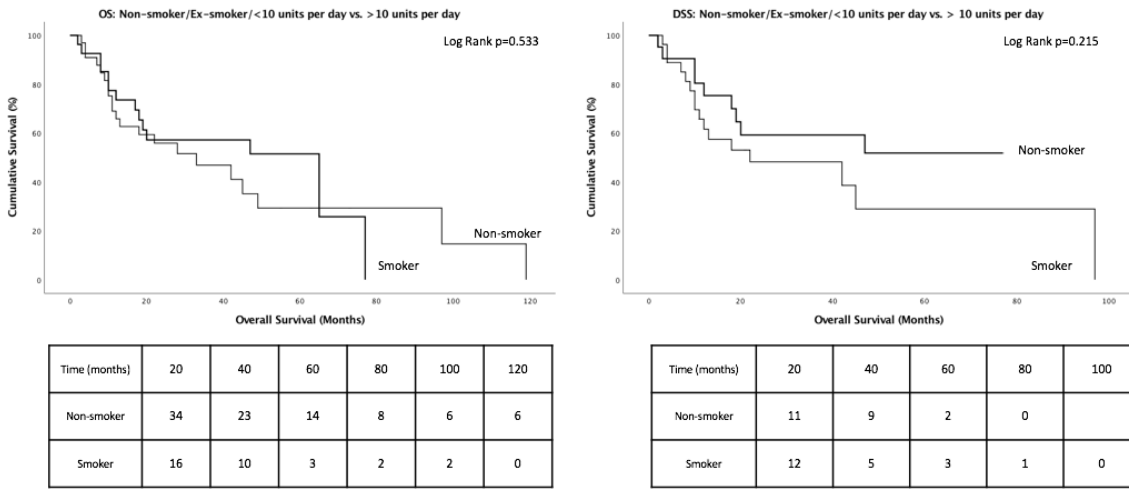 OS: Non-smoker/Ex-smoker/<10 units per day vs. >10 units per day
Log Rank p=0.533
Cumulative Survival (%)
100
80
60
40
20
0
Non-smoker
Smoker
0 20 40 60 80 100 120
Overall Survival (Months)
Time (months) 20 40 60 80 100 120
Non-smoker 34 23 14 8 6 6
Smoker 16 10 3 2 2 0
DSS: Non-smoker/Ex-smoker/<10 units per day vs. > 10 units per day
Log Rank p=0.215
Cumulative Survival (%)
100
80
60
40
20
0
Non-smoker
Smoker
0 20 40 60 80 100
Overall Survival (Months)
Time (months) 20 40 60 80 100
Non-smoker 11 9 2 0
Smoker 12 5 3 1 0